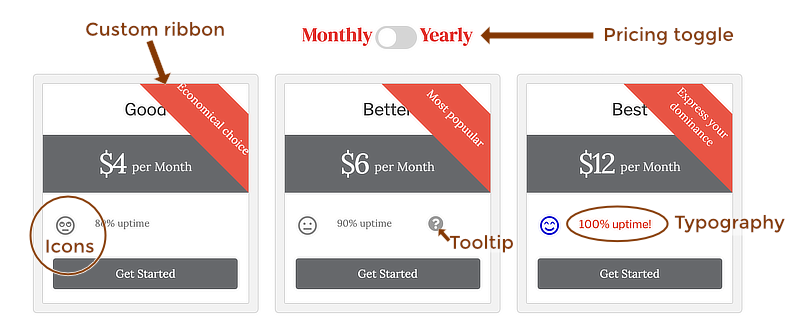 Custom ribbon
Monthly
Yearly
Pricing toggle
Good
Economical choice
Better
Most popuular
Best
Express your
dominance
$4 per Month
$6 per Month
$12 per Month
80% uptime
90% uptime
?
100% uptime!
Typography
Icons
Tooltip
Get Started
Get Started
Get Started